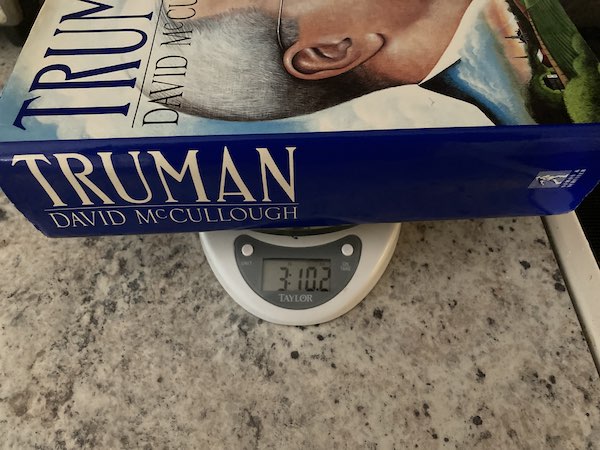 TRUM
DAVID McCU
TRUMAN
DAVID McCULLOUGH
3:10.2
TAYLOR